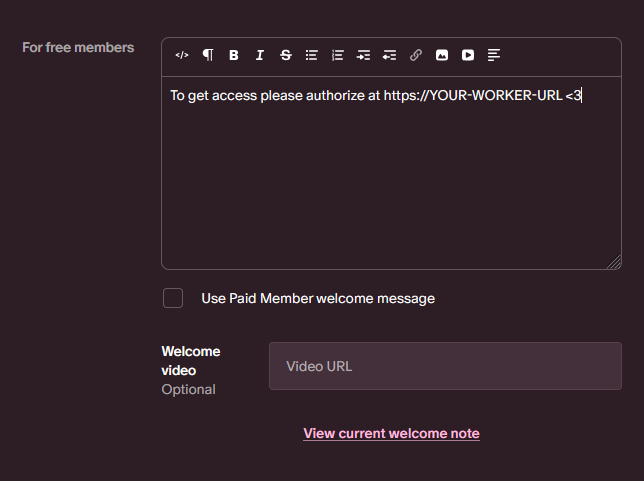 For free members
To get access please authorize at https://YOUR-WORKER-URL <3
Use Paid Member welcome message
Welcome
video
Optional
Video URL
View current welcome note